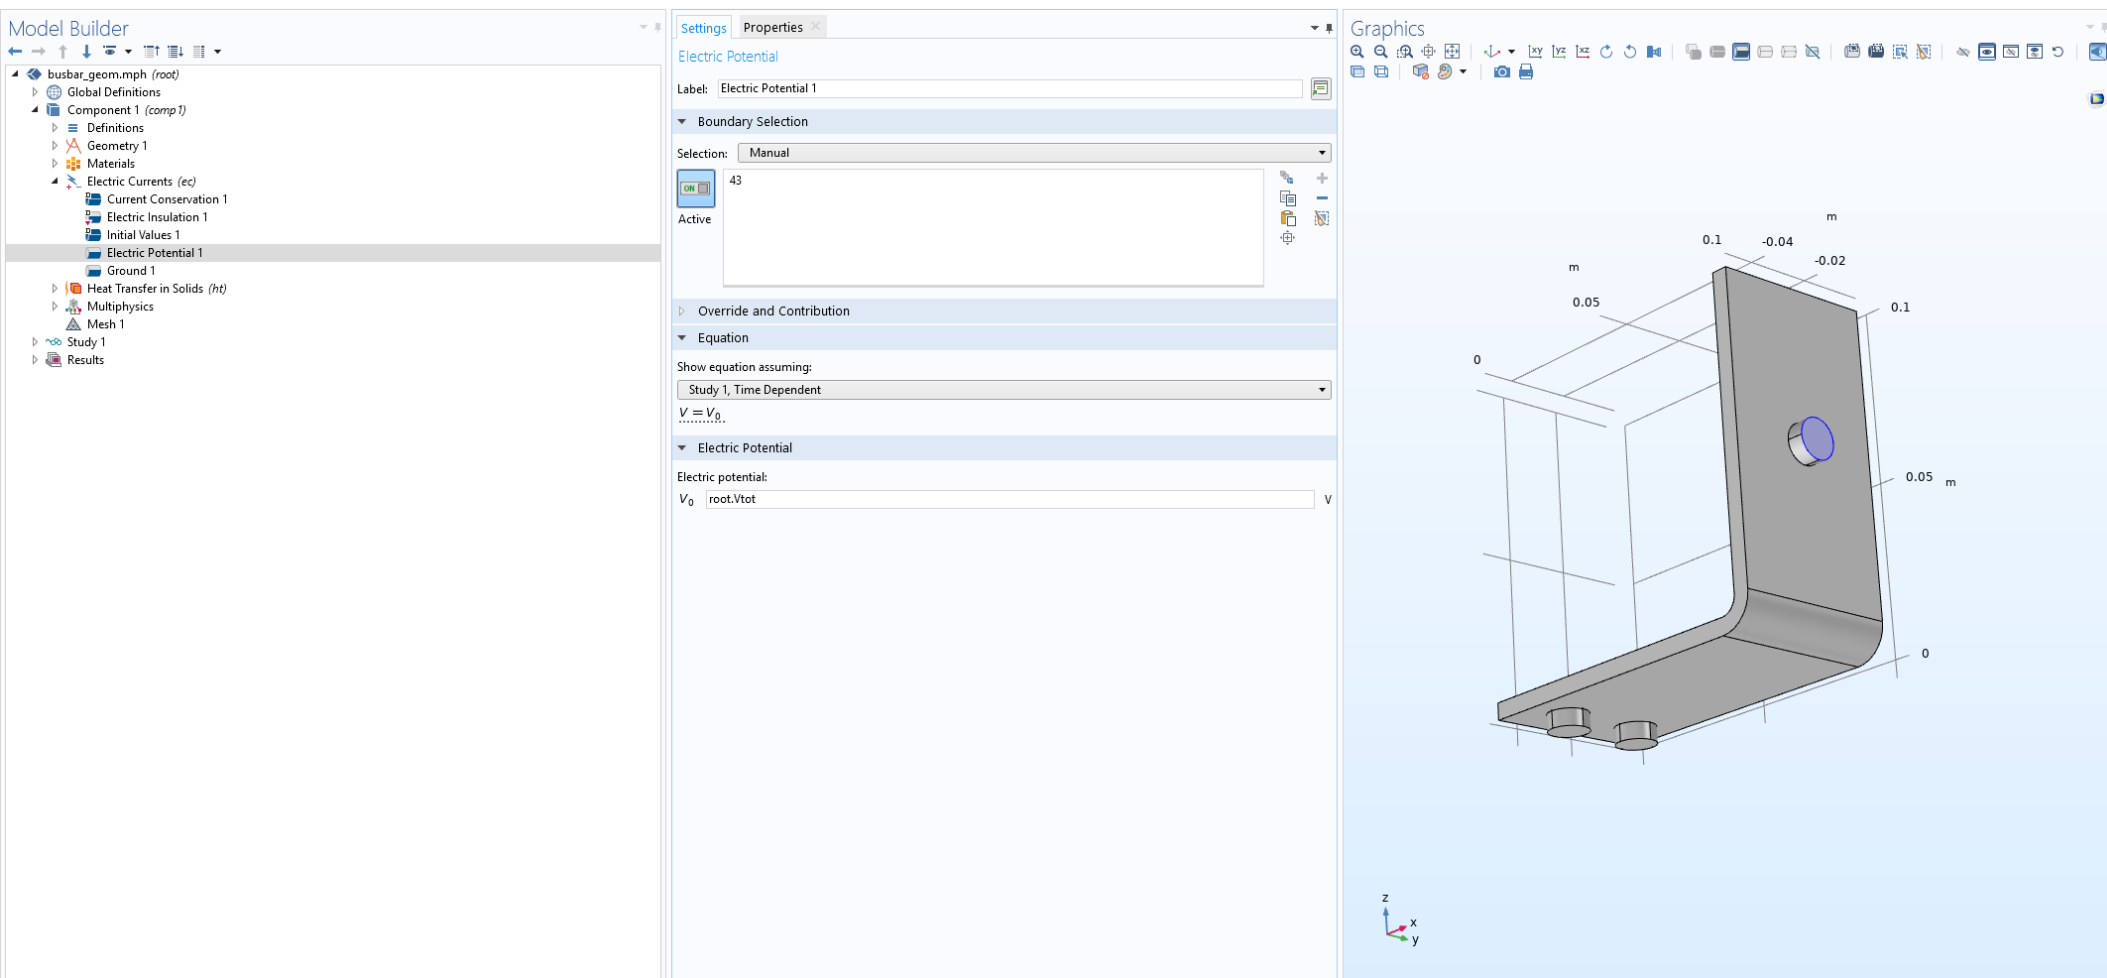 Model Builder
busbar_geom.mph (root)
Global Definitions
Component 1 (comp1)
Definitions
Geometry 1
Materials
Electric Currents (ec)
Current Conservation 1
Electric Insulation 1
Initial Values 1
Electric Potential 1
Ground 1
Heat Transfer in Solids (ht)
Multiphysics
Mesh 1
Study 1
Results
Settings Properties
Electric Potential
Label: Electric Potential 1
Boundary Selection
Selection: Manual
ON
43
Active
Override and Contribution
Equation
Show equation assuming:
Study 1, Time Dependent
V = V₀
Electric Potential
Electric potential:
V₀ root.Vtot V
Graphics
xy yz xz
m
0.1 -0.04
-0.02
m
0.05
0.1
0
0.05 m
0
z
x
y